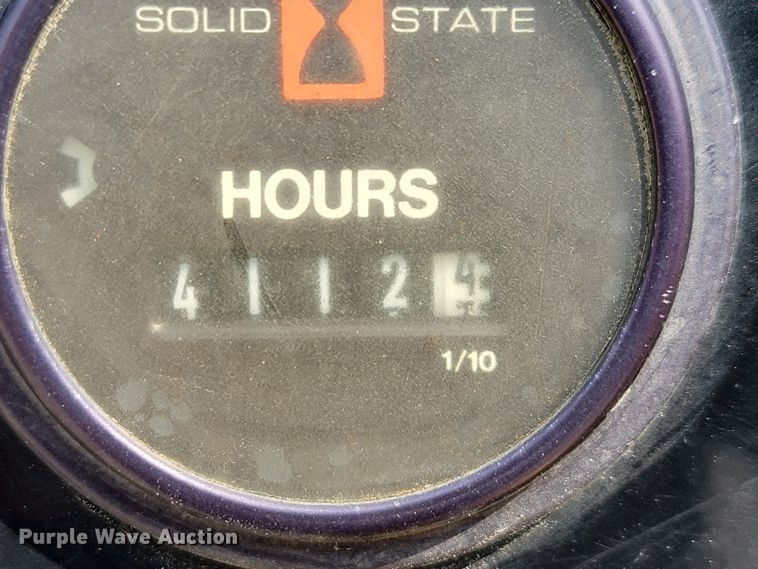 SOLID STATE
HOURS
4112
1/10
Purple Wave Auction